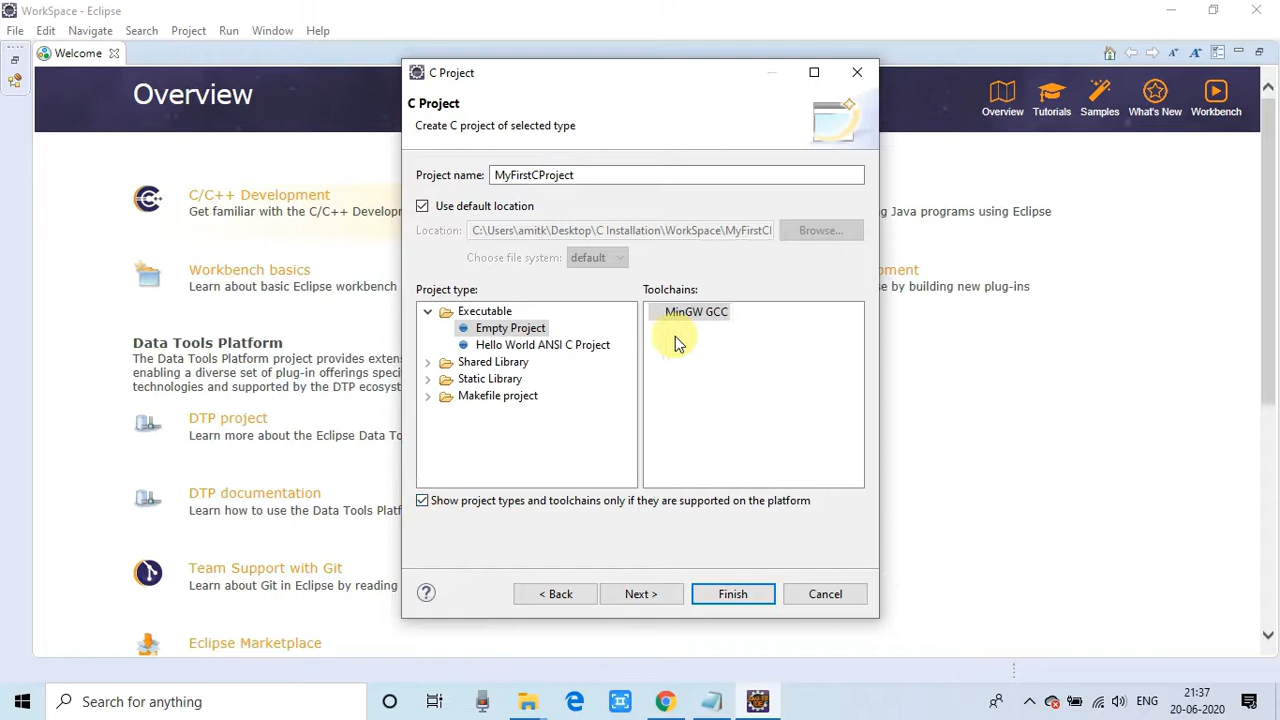 WorkSpace - Eclipse
File Edit Navigate Search Project Run Window Help
Welcome
Overview
Overview Tutorials Samples What's New Workbench
C/C++ Development
Get familiar with the C/C++ Develop
ng Java programs using Eclipse
Workbench basics
Learn about basic Eclipse workbench
opment
e by building new plug-ins
Data Tools Platform
The Data Tools Platform project provides exten
enabling a diverse set of plug-in offerings speci
technologies and supported by the DTP ecosyst
DTP project
Learn more about the Eclipse Data To
DTP documentation
Learn how to use the Data Tools Platf
Team Support with Git
Learn about Git in Eclipse by reading
Eclipse Marketplace
C Project
C Project
Create C project of selected type
Project name: MyFirstCProject
Use default location
Location: C:\Users\amitk\Desktop\C Installation\WorkSpace\MyFirstCI Browse...
Choose file system: default
Project type:
Executable
Empty Project
Hello World ANSI C Project
Shared Library
Static Library
Makefile project
Toolchains:
MinGW GCC
Show project types and toolchains only if they are supported on the platform
? < Back Next > Finish Cancel
Search for anything
ENG
21:37
20-06-2020